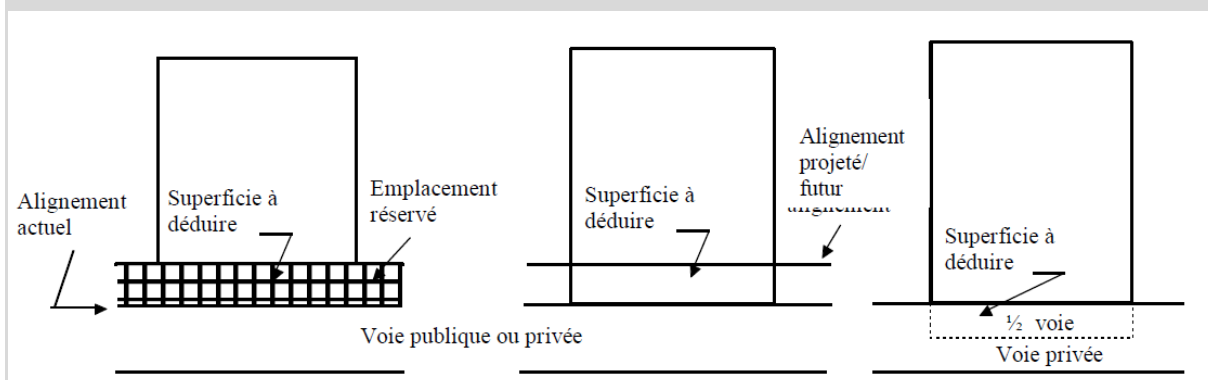 Alignement
actuel
Superficie à
déduire
Emplacement
réservé
Superficie à
déduire
Alignement
projeté/
futur
alignement
Superficie à
déduire
½ voie
Voie publique ou privée
Voie privée